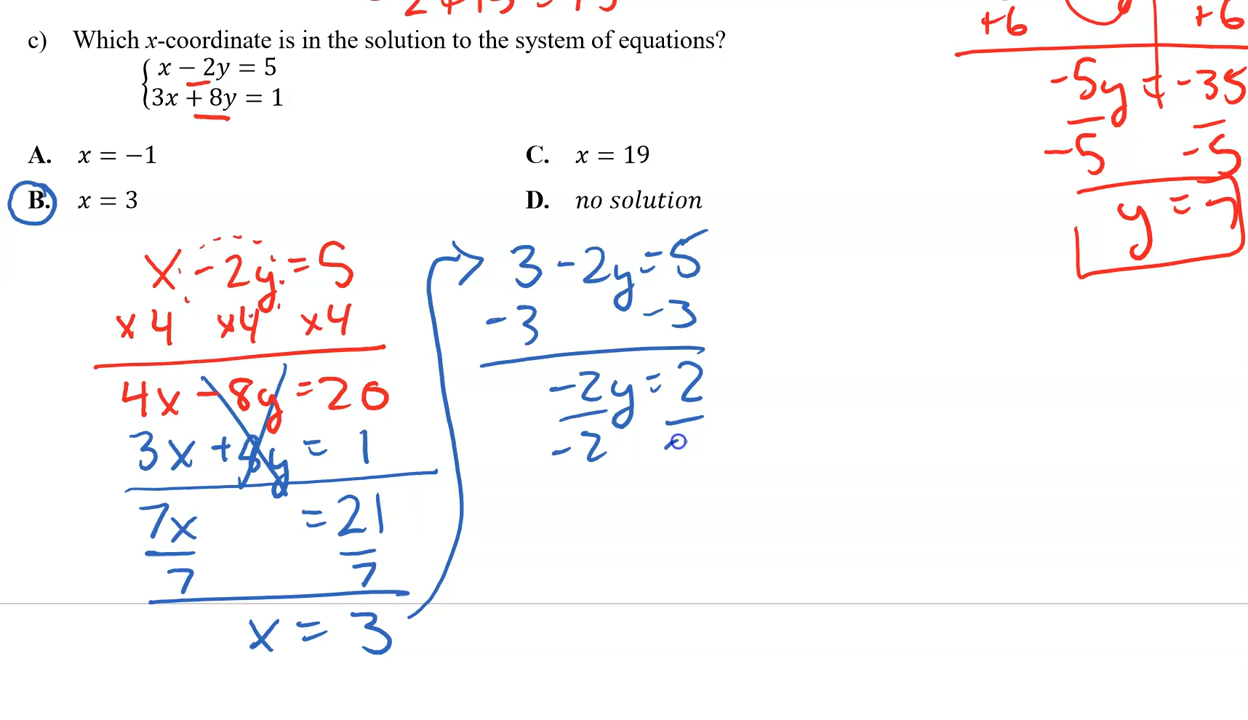 c) Which x-coordinate is in the solution to the system of equations?
x − 2y = 5
3x + 8y = 1
A. x = −1
C. x = 19
B. x = 3
D. no solution
x - 2y = 5
x4 x4 x4
4x - 8y = 20
3x + 8y = 1
7x = 21
7 7
x = 3
3 - 2y = 5
-3 -3
-2y = 2
-2
+6 +6
-5y = -35
-5 -5
y = 7